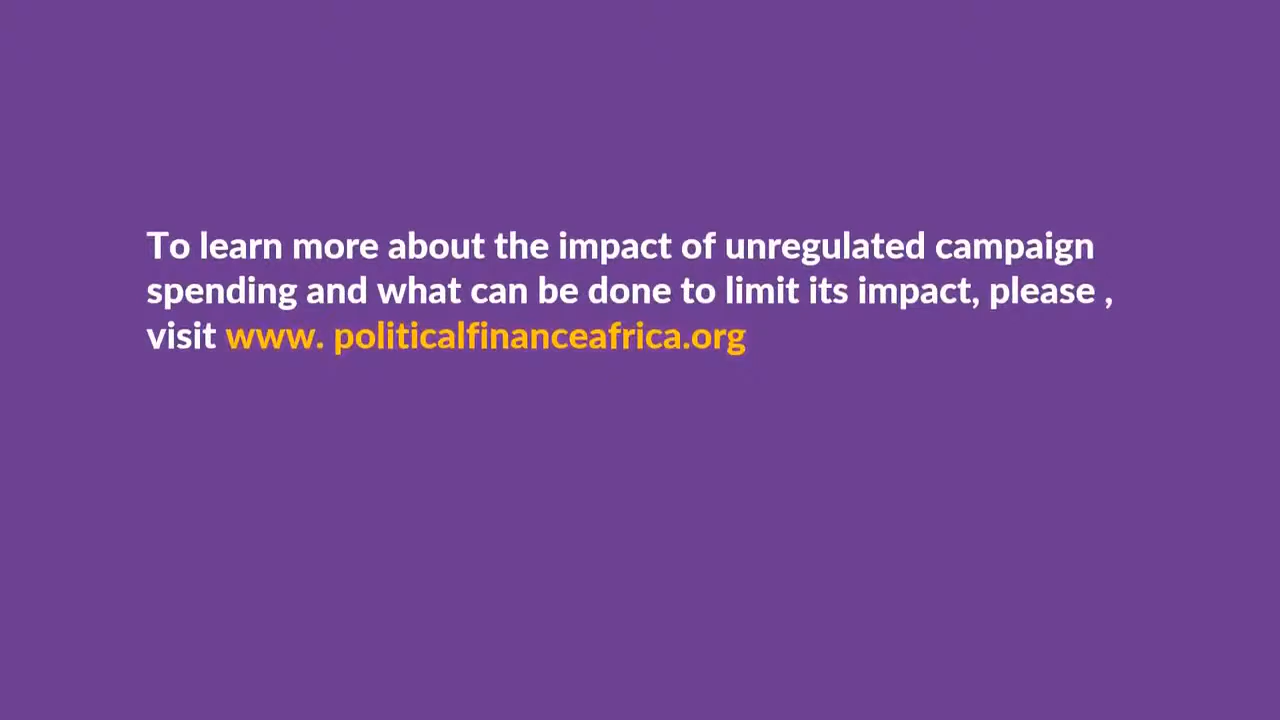 To learn more about the impact of unregulated campaign
spending and what can be done to limit its impact, please ,
visit www. politicalfinanceafrica.org